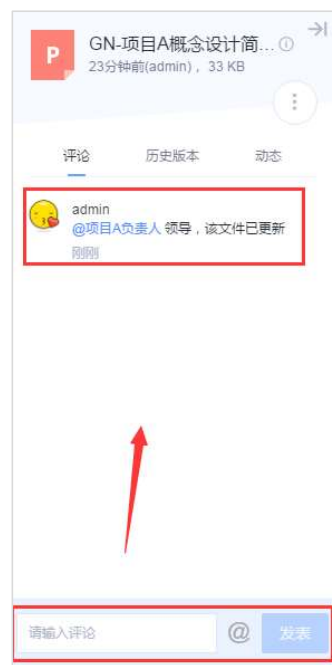 P
GN-项目A概念设计简...
23分钟前(admin)，33 KB
评论 历史版本 动态
admin
@项目A负责人 领导，该文件已更新
刚刚
请输入评论 @ 发表